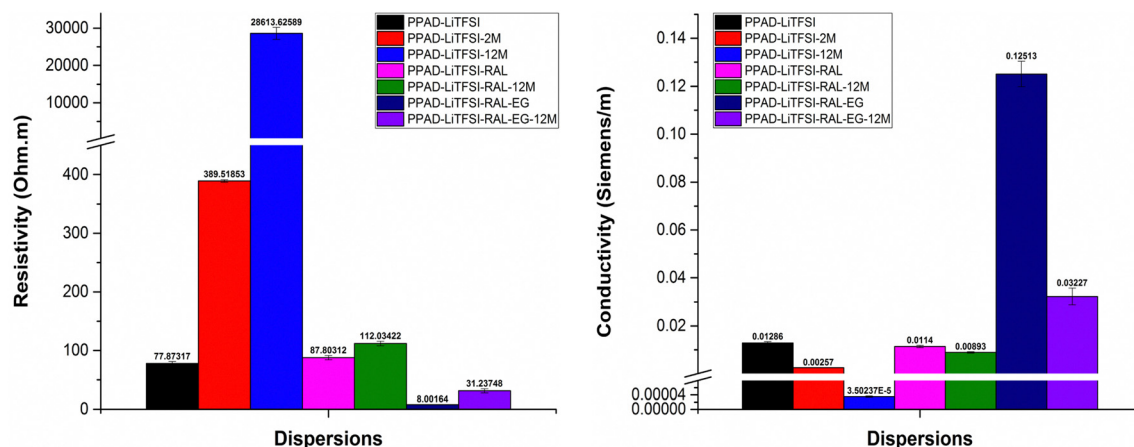 30000
20000
10000
400
300
200
100
0
Resistivity (Ohm.m)
28613.62589
389.51853
77.87317
87.80312
112.03422
8.00164
31.23748
PPAD-LiTFSI
PPAD-LiTFSI-2M
PPAD-LiTFSI-12M
PPAD-LiTFSI-RAL
PPAD-LiTFSI-RAL-12M
PPAD-LiTFSI-RAL-EG
PPAD-LiTFSI-RAL-EG-12M
Dispersions
0.14
0.12
0.10
0.08
0.06
0.04
0.02
0.00004
0.00000
Conductivity (Siemens/m)
PPAD-LiTFSI
PPAD-LiTFSI-2M
PPAD-LiTFSI-12M
PPAD-LiTFSI-RAL
PPAD-LiTFSI-RAL-12M
PPAD-LiTFSI-RAL-EG
PPAD-LiTFSI-RAL-EG-12M
0.12513
0.03227
0.01286
0.00257
3.50237E-5
0.0114
0.00893
Dispersions